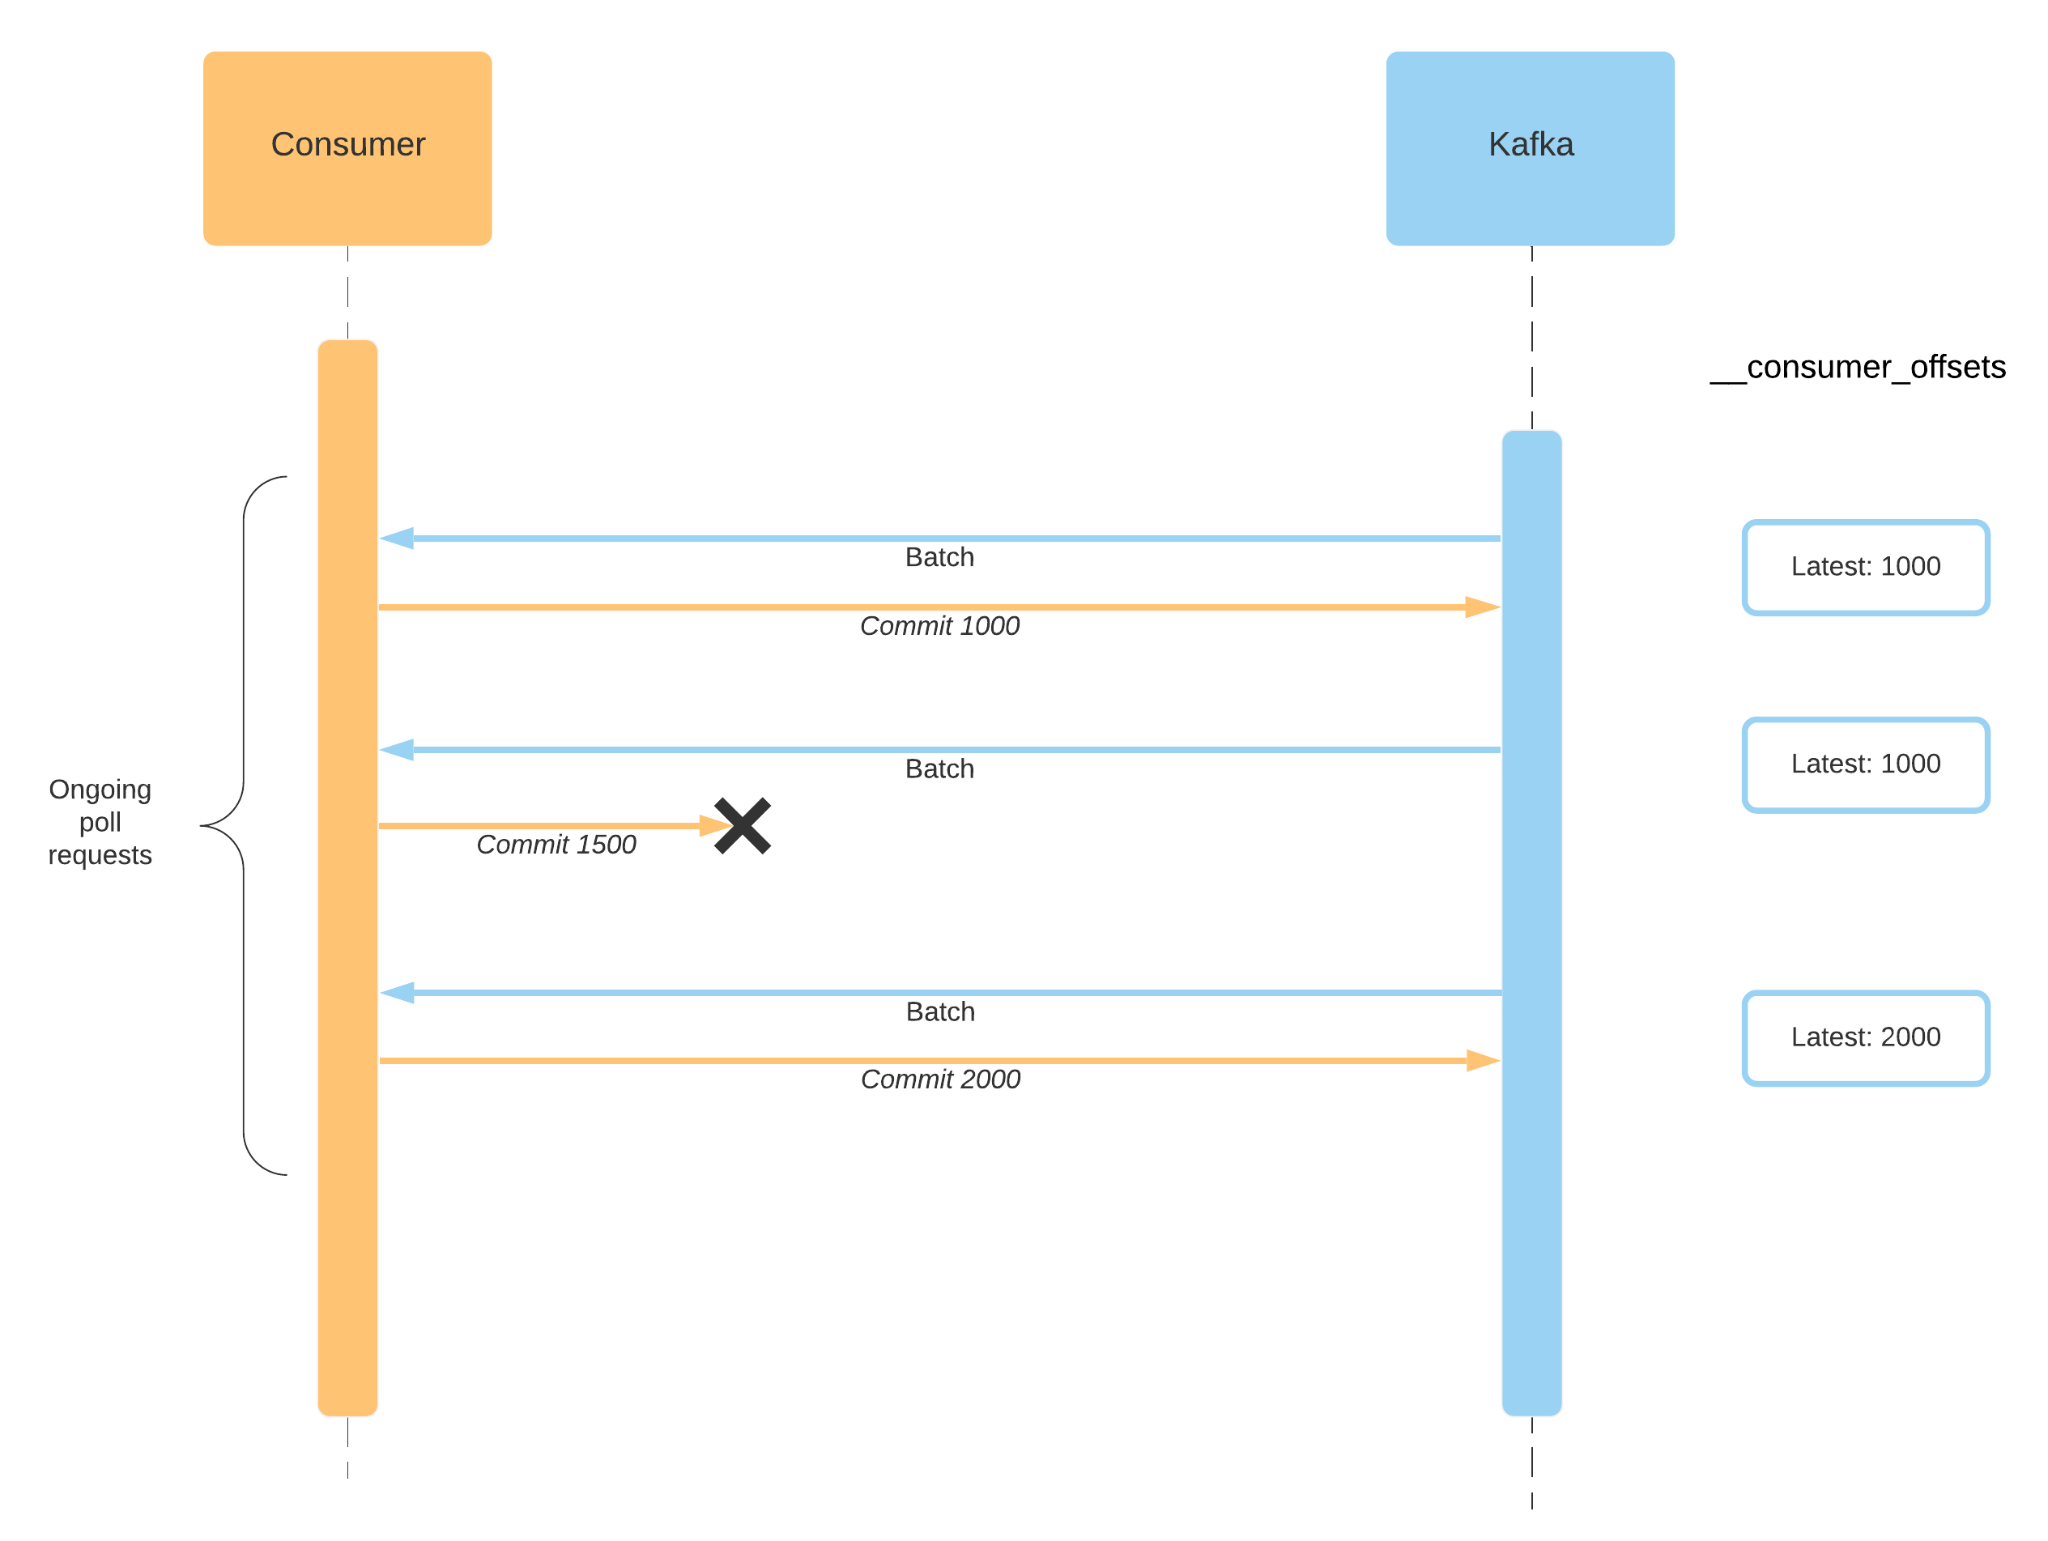 Consumer
Kafka
__consumer_offsets
Batch
Latest: 1000
Commit 1000
Batch
Latest: 1000
Ongoing
poll
requests
Commit 1500
Batch
Latest: 2000
Commit 2000